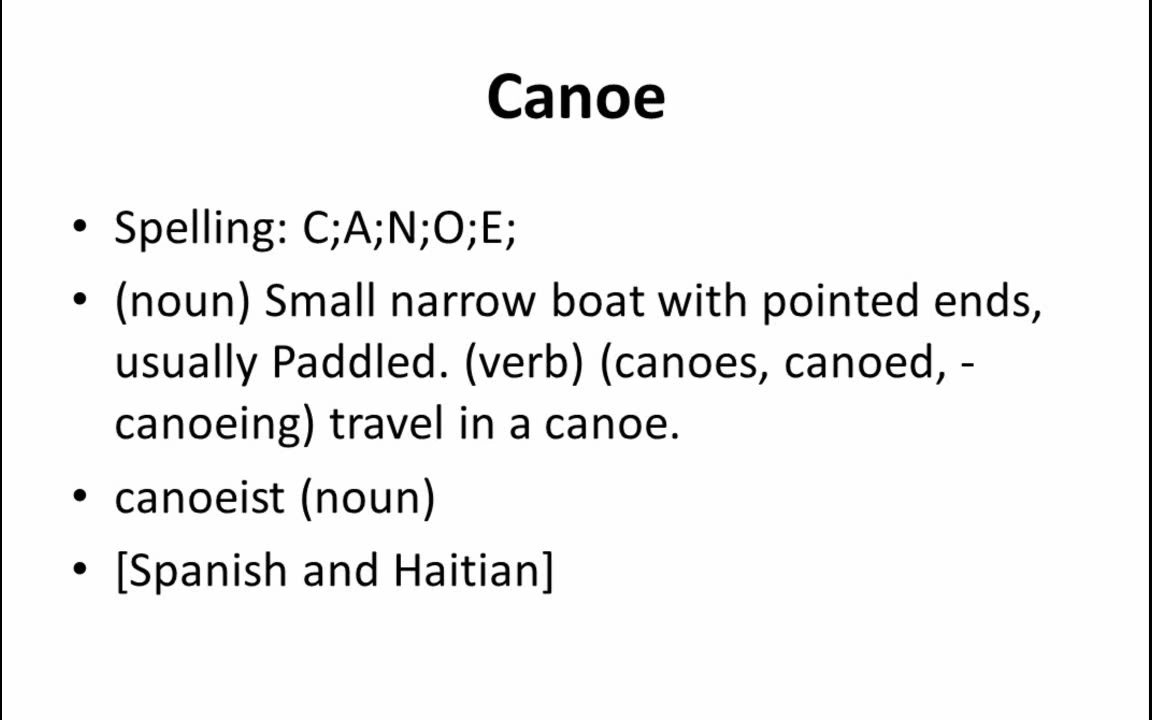 Canoe
• Spelling: C;A;N;O;E;
• (noun) Small narrow boat with pointed ends,
usually Paddled. (verb) (canoes, canoed, -
canoeing) travel in a canoe.
• canoeist (noun)
• [Spanish and Haitian]